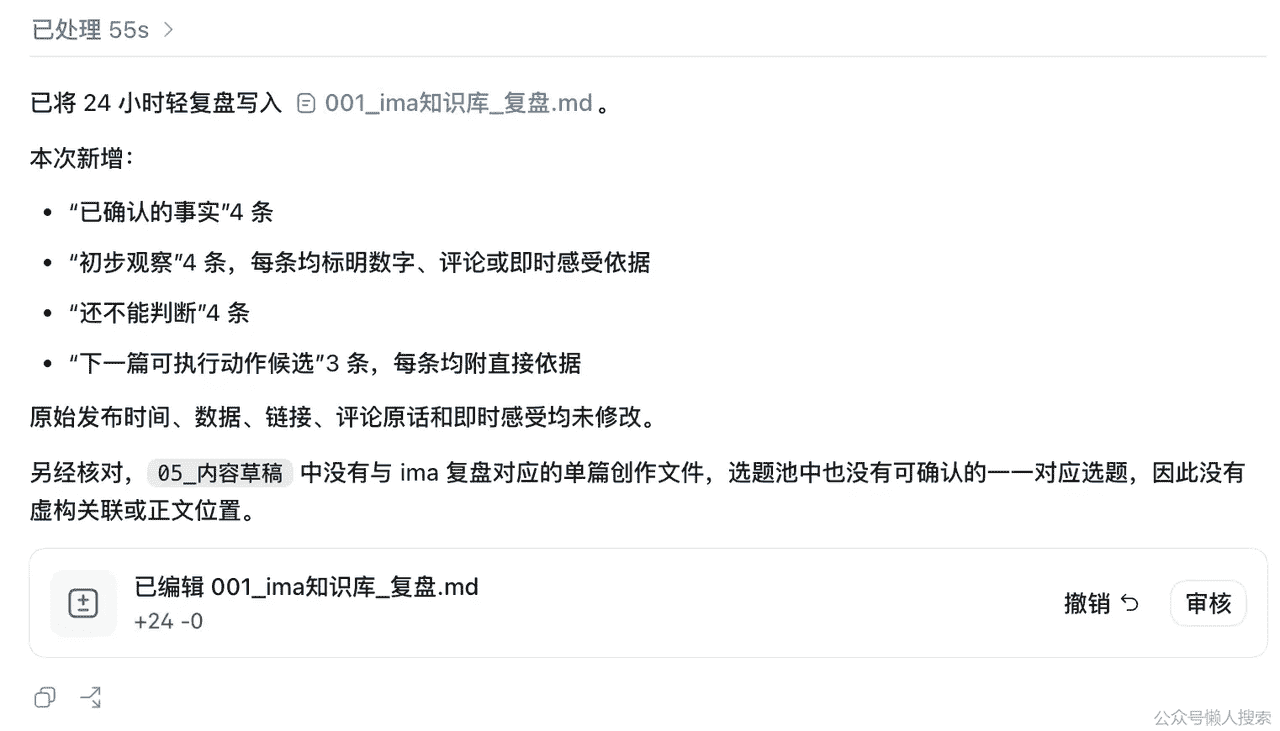 已处理 55s >
已将 24 小时轻复盘写入 001_ima知识库_复盘.md 。
本次新增：
• “已确认的事实”4 条
• “初步观察”4 条，每条均标明数字、评论或即时感受依据
• “还不能判断”4 条
• “下一篇可执行动作候选”3 条，每条均附直接依据
原始发布时间、数据、链接、评论原话和即时感受均未修改。
另经核对， 05_内容草稿 中没有与 ima 复盘对应的单篇创作文件，选题池中也没有可确认的一一对应选题，因此没有
虚构关联或正文位置。
已编辑 001_ima知识库_复盘.md
+24 -0
撤销
审核
公众号懒人搜索